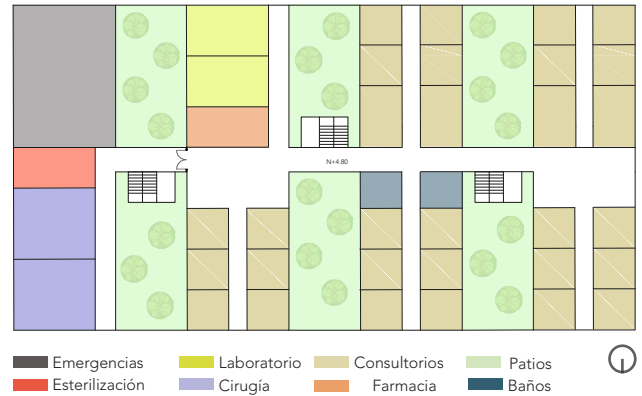 N+4.80
Emergencias Laboratorio Consultorios Patios
Esterilización Cirugía Farmacia Baños